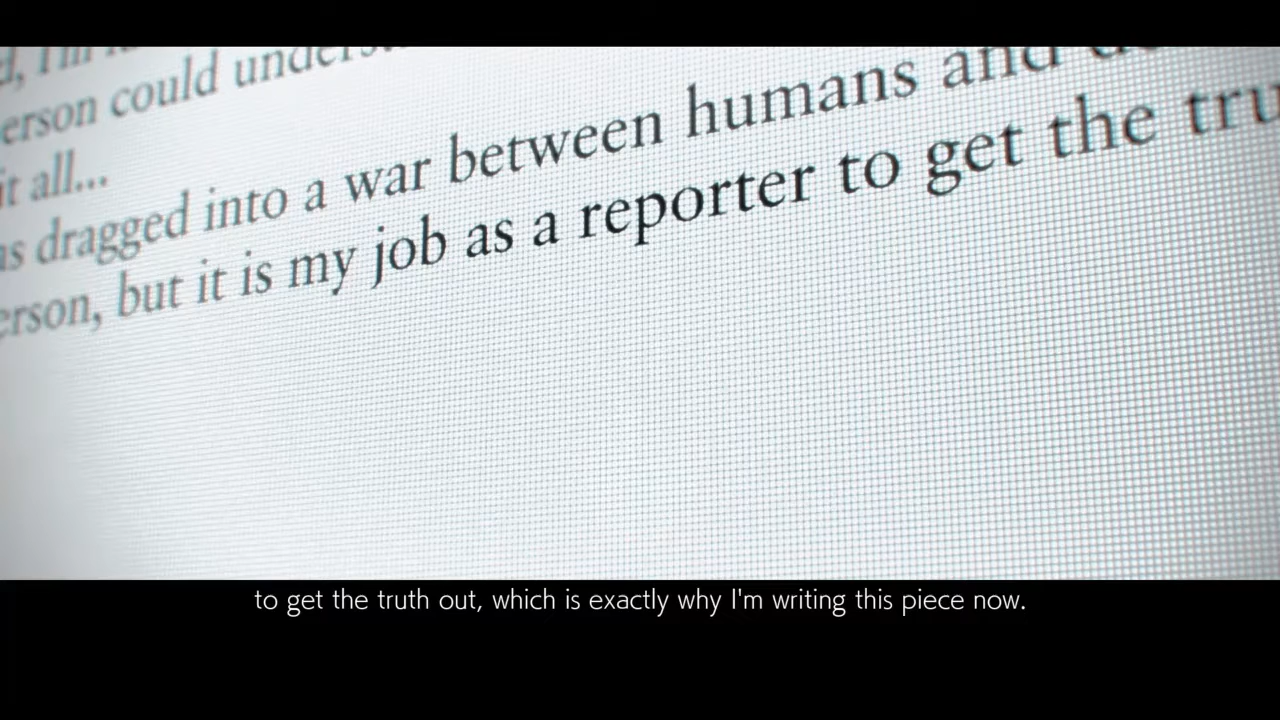 erson could
it all...
as dragged into a war between humans and
erson, but it is my job as a reporter to get the tru
to get the truth out, which is exactly why I'm writing this piece now.